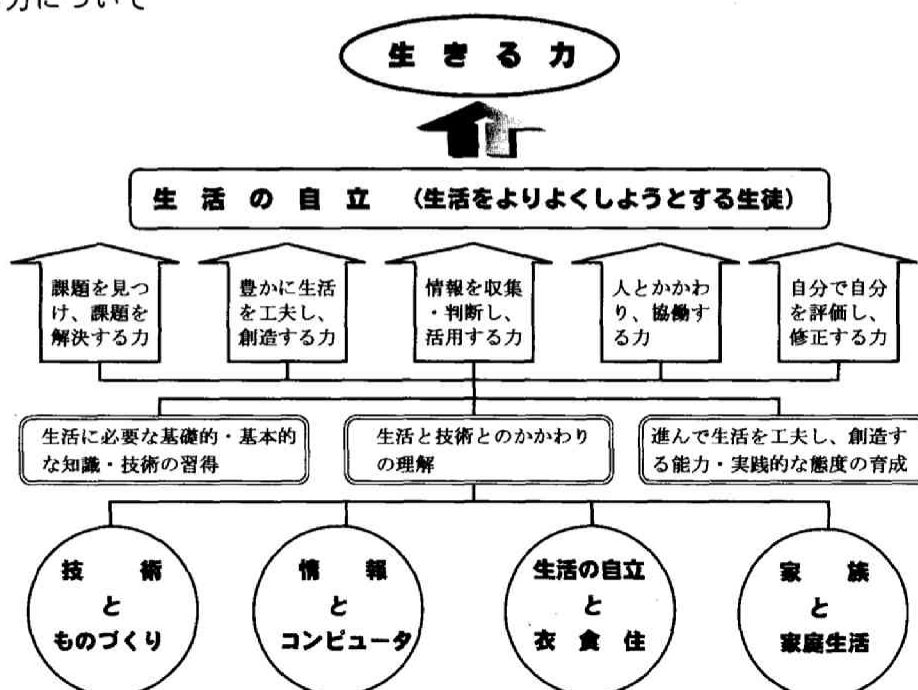 力について
生きる力
生活の自立 （生活をよりよくしようとする生徒）
課題を見つ
け、課題を
解決する力
豊かに生活
を工夫し、
創造する力
情報を収集
・判断し、
活用する力
人とかかわ
り、協働す
る力
自分で自分
を評価し、
修正する力
生活に必要な基礎的・基本的
な知識・技術の習得
生活と技術とのかかわり
の理解
進んで生活を工夫し、創造す
る能力・実践的な態度の育成
技術
と
ものづくり
情報
と
コンピュータ
生活の自立
と
衣食住
家族
と
家庭生活